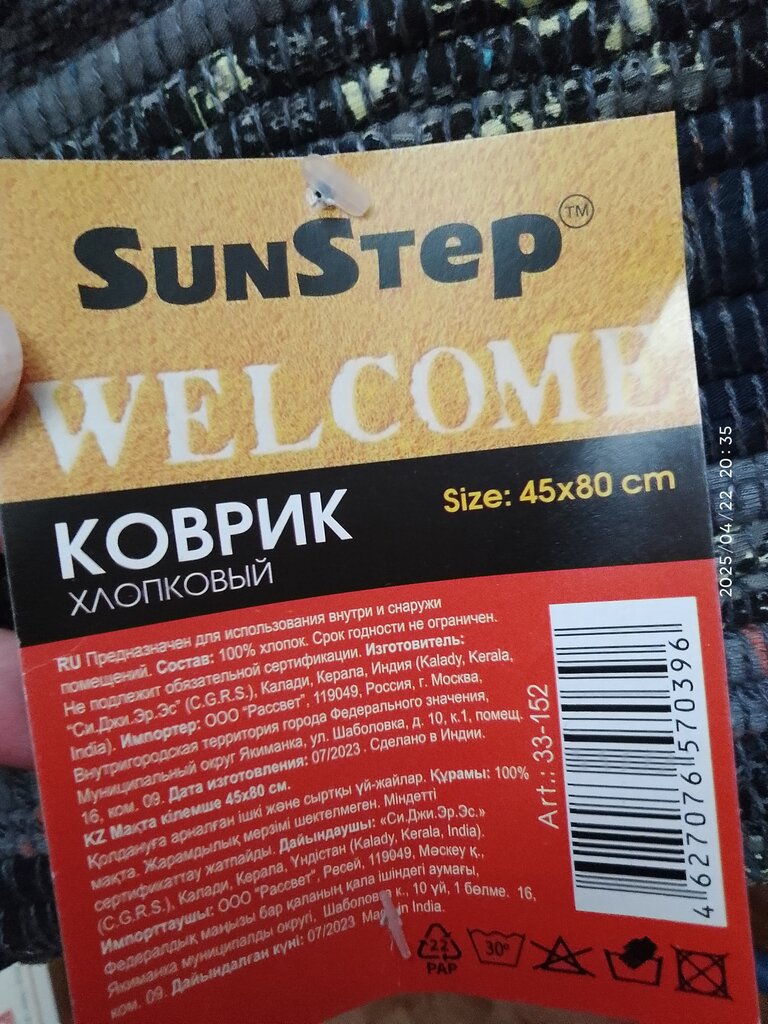 SUNSTEP™
WELCOME
КОВРИК
ХЛОПКОВЫЙ
Size: 45x80 cm
RU Предназначен для использования внутри и снаружи
помещений. Состав: 100% хлопок. Срок годности не ограничен.
Не подлежит обязательной сертификации. Изготовитель:
"Си.Джи.Эр.Эс" (C.G.R.S.), Калади, Керала, Индия (Kalady, Kerala,
India). Импортер: ООО "Рассвет", 119049, Россия, г. Москва,
Внутригородская территория города Федерального значения,
Муниципальный округ Якиманка, ул. Шаболовка, д. 10, к.1, помещ.
16, ком. 09. Дата изготовления: 07/2023. Сделано в Индии.
KZ Мақта кілемше 45x80 см.
Қолдануға арналған ішкі және сыртқы үй-жайлар. Құрамы: 100%
мақта. Жарамдылық мерзімі шектелмеген. Міндетті
сертификаттау жатпайды. Дайындаушы: «Си.Джи.Эр.Эс.»
(C.G.R.S.), Калади, Керала, Үндістан (Kalady, Kerala, India).
Импорттаушы: ООО "Рассвет", Ресей, 119049, Мәскеу қ.,
Федералдық маңызы бар қаланың қала ішіндегі аумағы,
Якиманка муниципалды округі, Шаболовка к., 10 үй, 1 бөлме. 16,
ком. 09. Дайындалған күні: 07/2023 in India.
Art.: 33-152
4 627076 570396
22
PAP
30°
2025/04/22 20:35